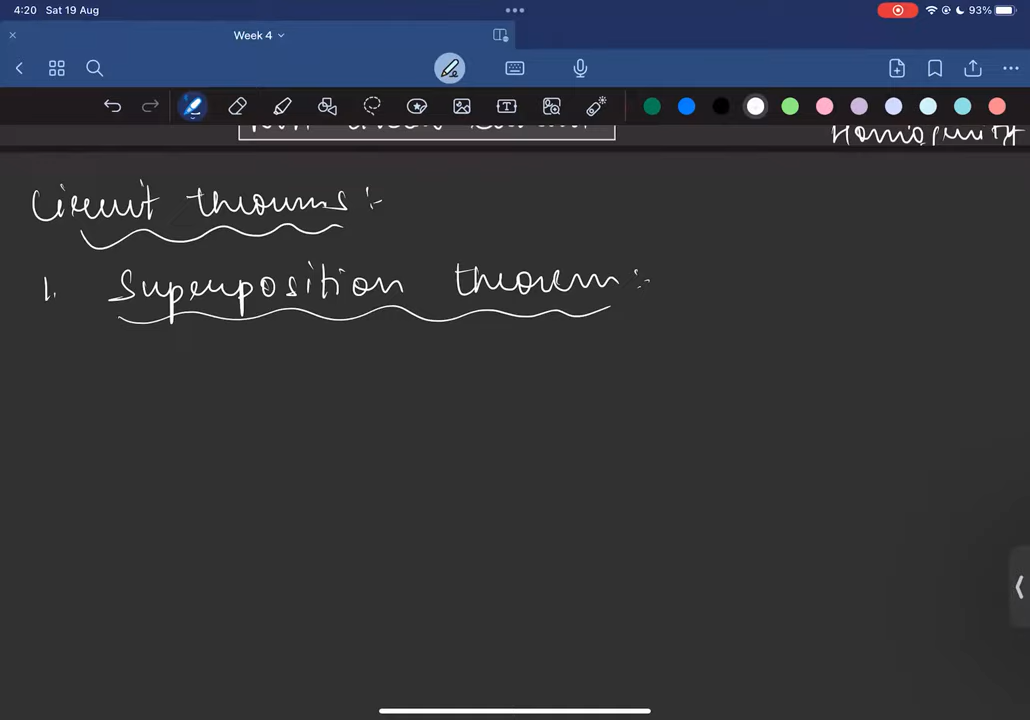 4:20 Sat 19 Aug
93%
Week 4
Circuit theorems :-
1. Superposition theorem :-